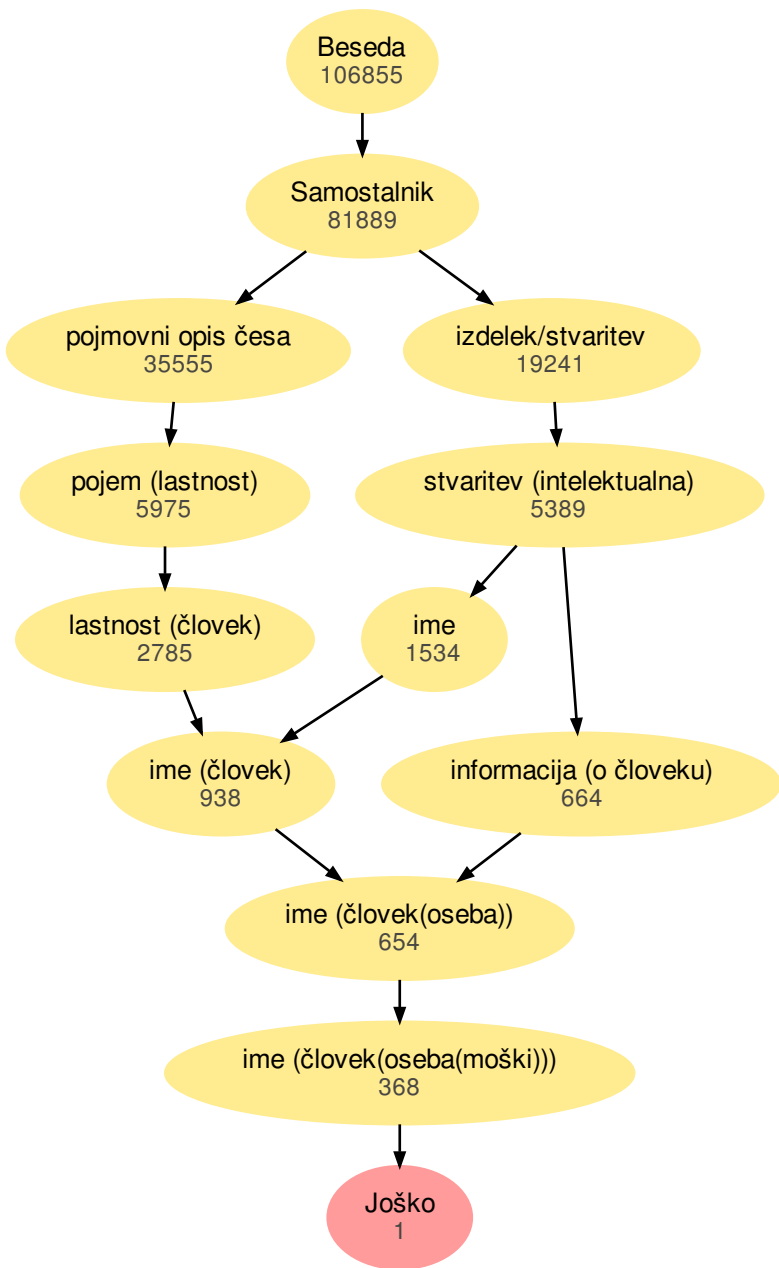 Beseda
106855
Samostalnik
81889
pojmovni opis česa
35555
izdelek/stvaritev
19241
pojem (lastnost)
5975
stvaritev (intelektualna)
5389
lastnost (človek)
2785
ime
1534
ime (človek)
938
informacija (o človeku)
664
ime (človek(oseba))
654
ime (človek(oseba(moški)))
368
Joško
1